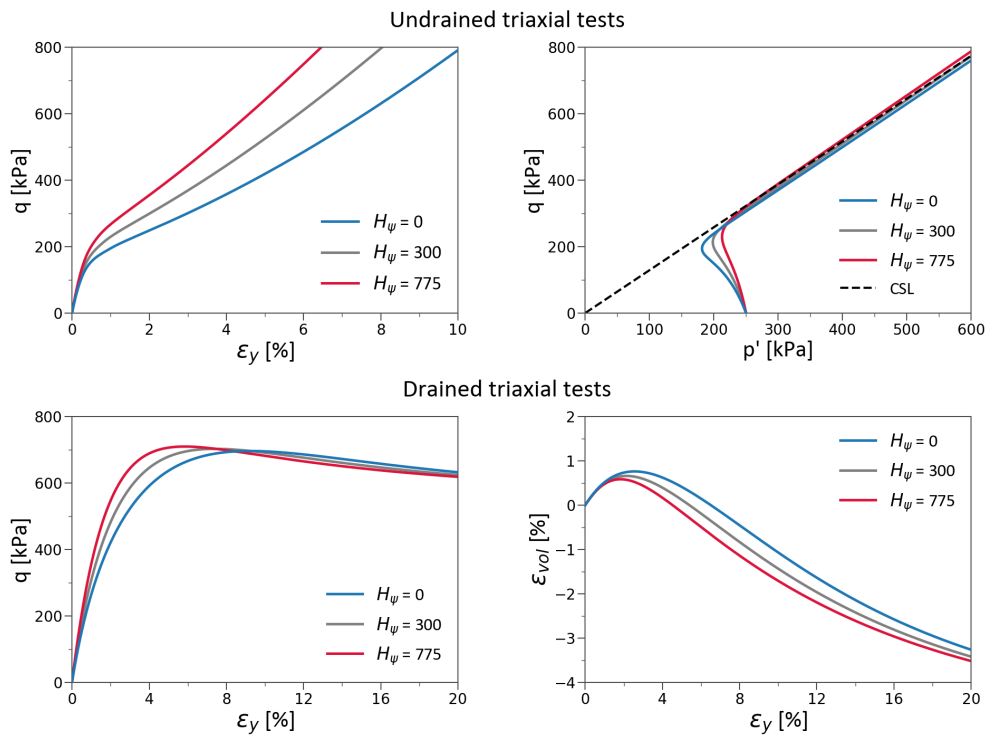 Undrained triaxial tests
800
600
400
200
0
q [kPa]
0 2 4 6 8 10
εy [%]
Hψ = 0
Hψ = 300
Hψ = 775
800
600
400
200
0
q [kPa]
0 100 200 300 400 500 600
p' [kPa]
Hψ = 0
Hψ = 300
Hψ = 775
CSL
Drained triaxial tests
800
600
400
200
0
q [kPa]
0 4 8 12 16 20
εy [%]
Hψ = 0
Hψ = 300
Hψ = 775
2
1
0
−1
−2
−3
−4
εvol [%]
0 4 8 12 16 20
εy [%]
Hψ = 0
Hψ = 300
Hψ = 775